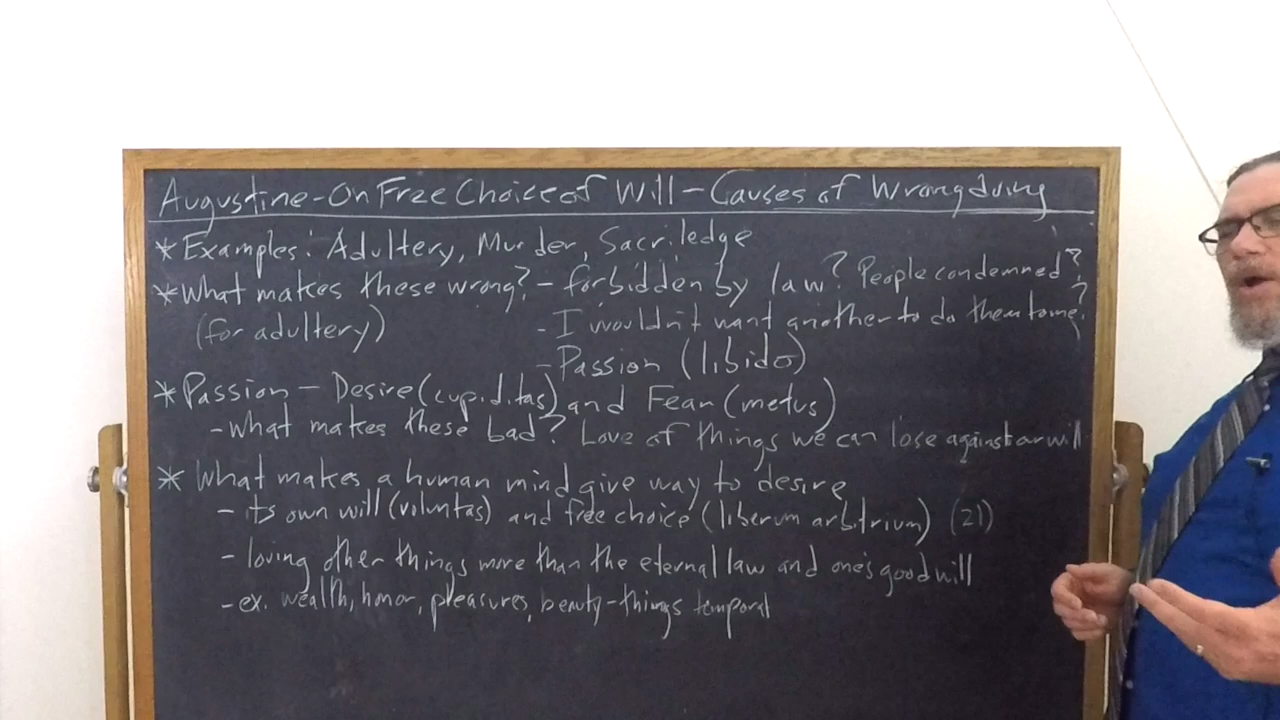 Augustine-On Free Choice of Will - Causes of Wrongdoing
* Examples: Adultery, Murder, Sacriledge
* What makes these wrong? - forbidden by law? People condemned?
(for adultery) - I wouldn't want another to do them to me?
- Passion (libido)
* Passion - Desire (cupiditas) and Fear (metus)
- What makes these bad? Love of things we can lose against our will
* What makes a human mind give way to desire
- its own will (voluntas) and free choice (liberum arbitrium) (21)
- loving other things more than the eternal law and one's good will
- ex. wealth, honor, pleasures, beauty - things temporal